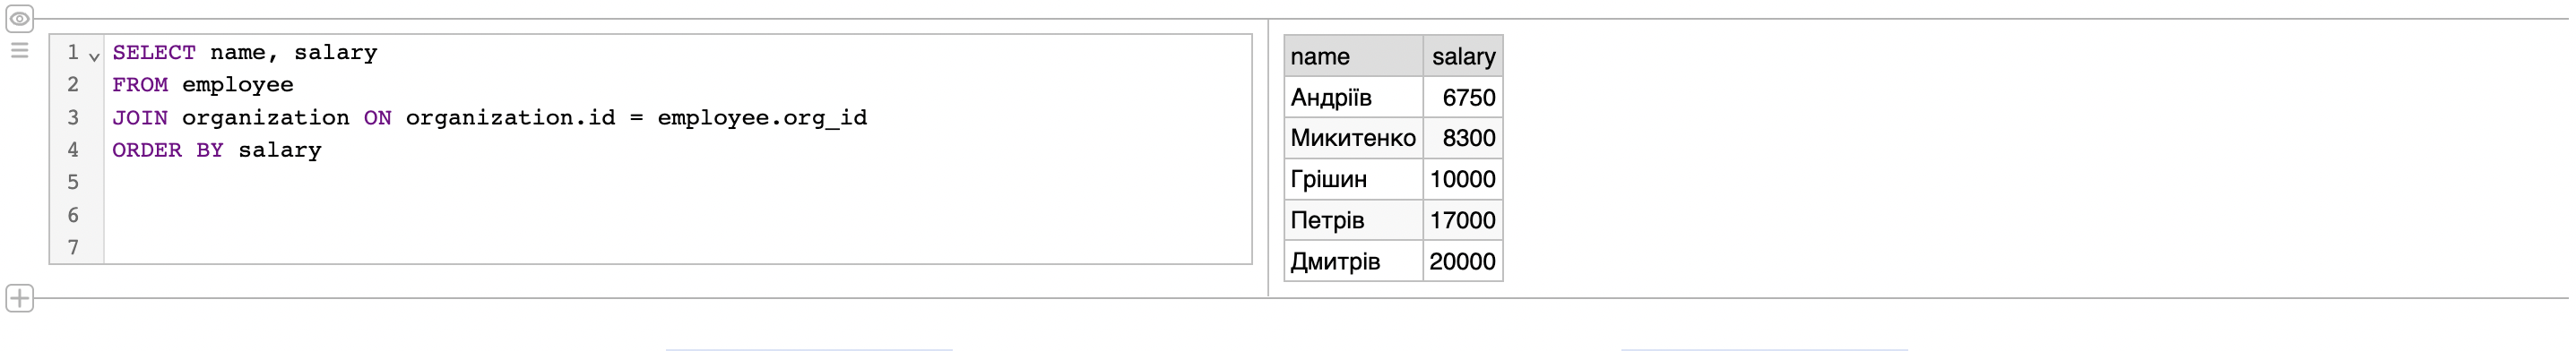 1 SELECT name, salary
2 FROM employee
3 JOIN organization ON organization.id = employee.org_id
4 ORDER BY salary
5
6
7
name salary
Андріїв 6750
Микитенко 8300
Грішин 10000
Петрів 17000
Дмитрів 20000